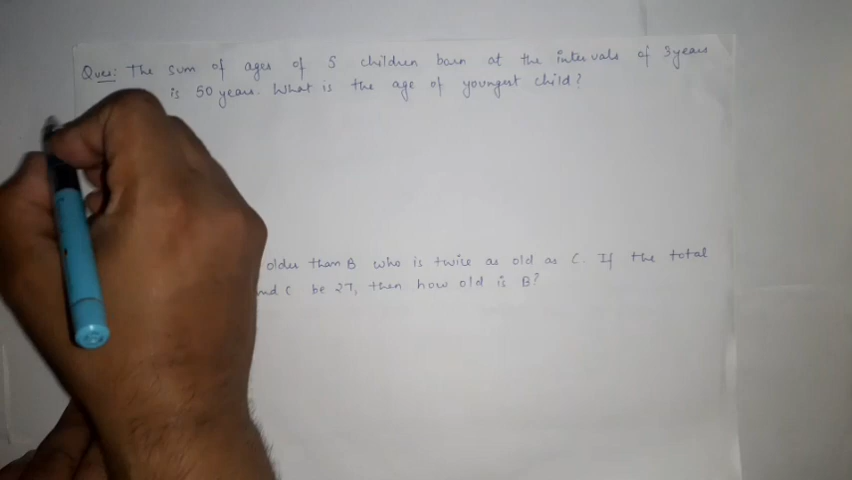 Ques: The sum of ages of 5 children born at the intervals of 3 years
is 50 years. What is the age of youngest child?
older than B who is twice as old as C. If the total
and C be 27, then how old is B?